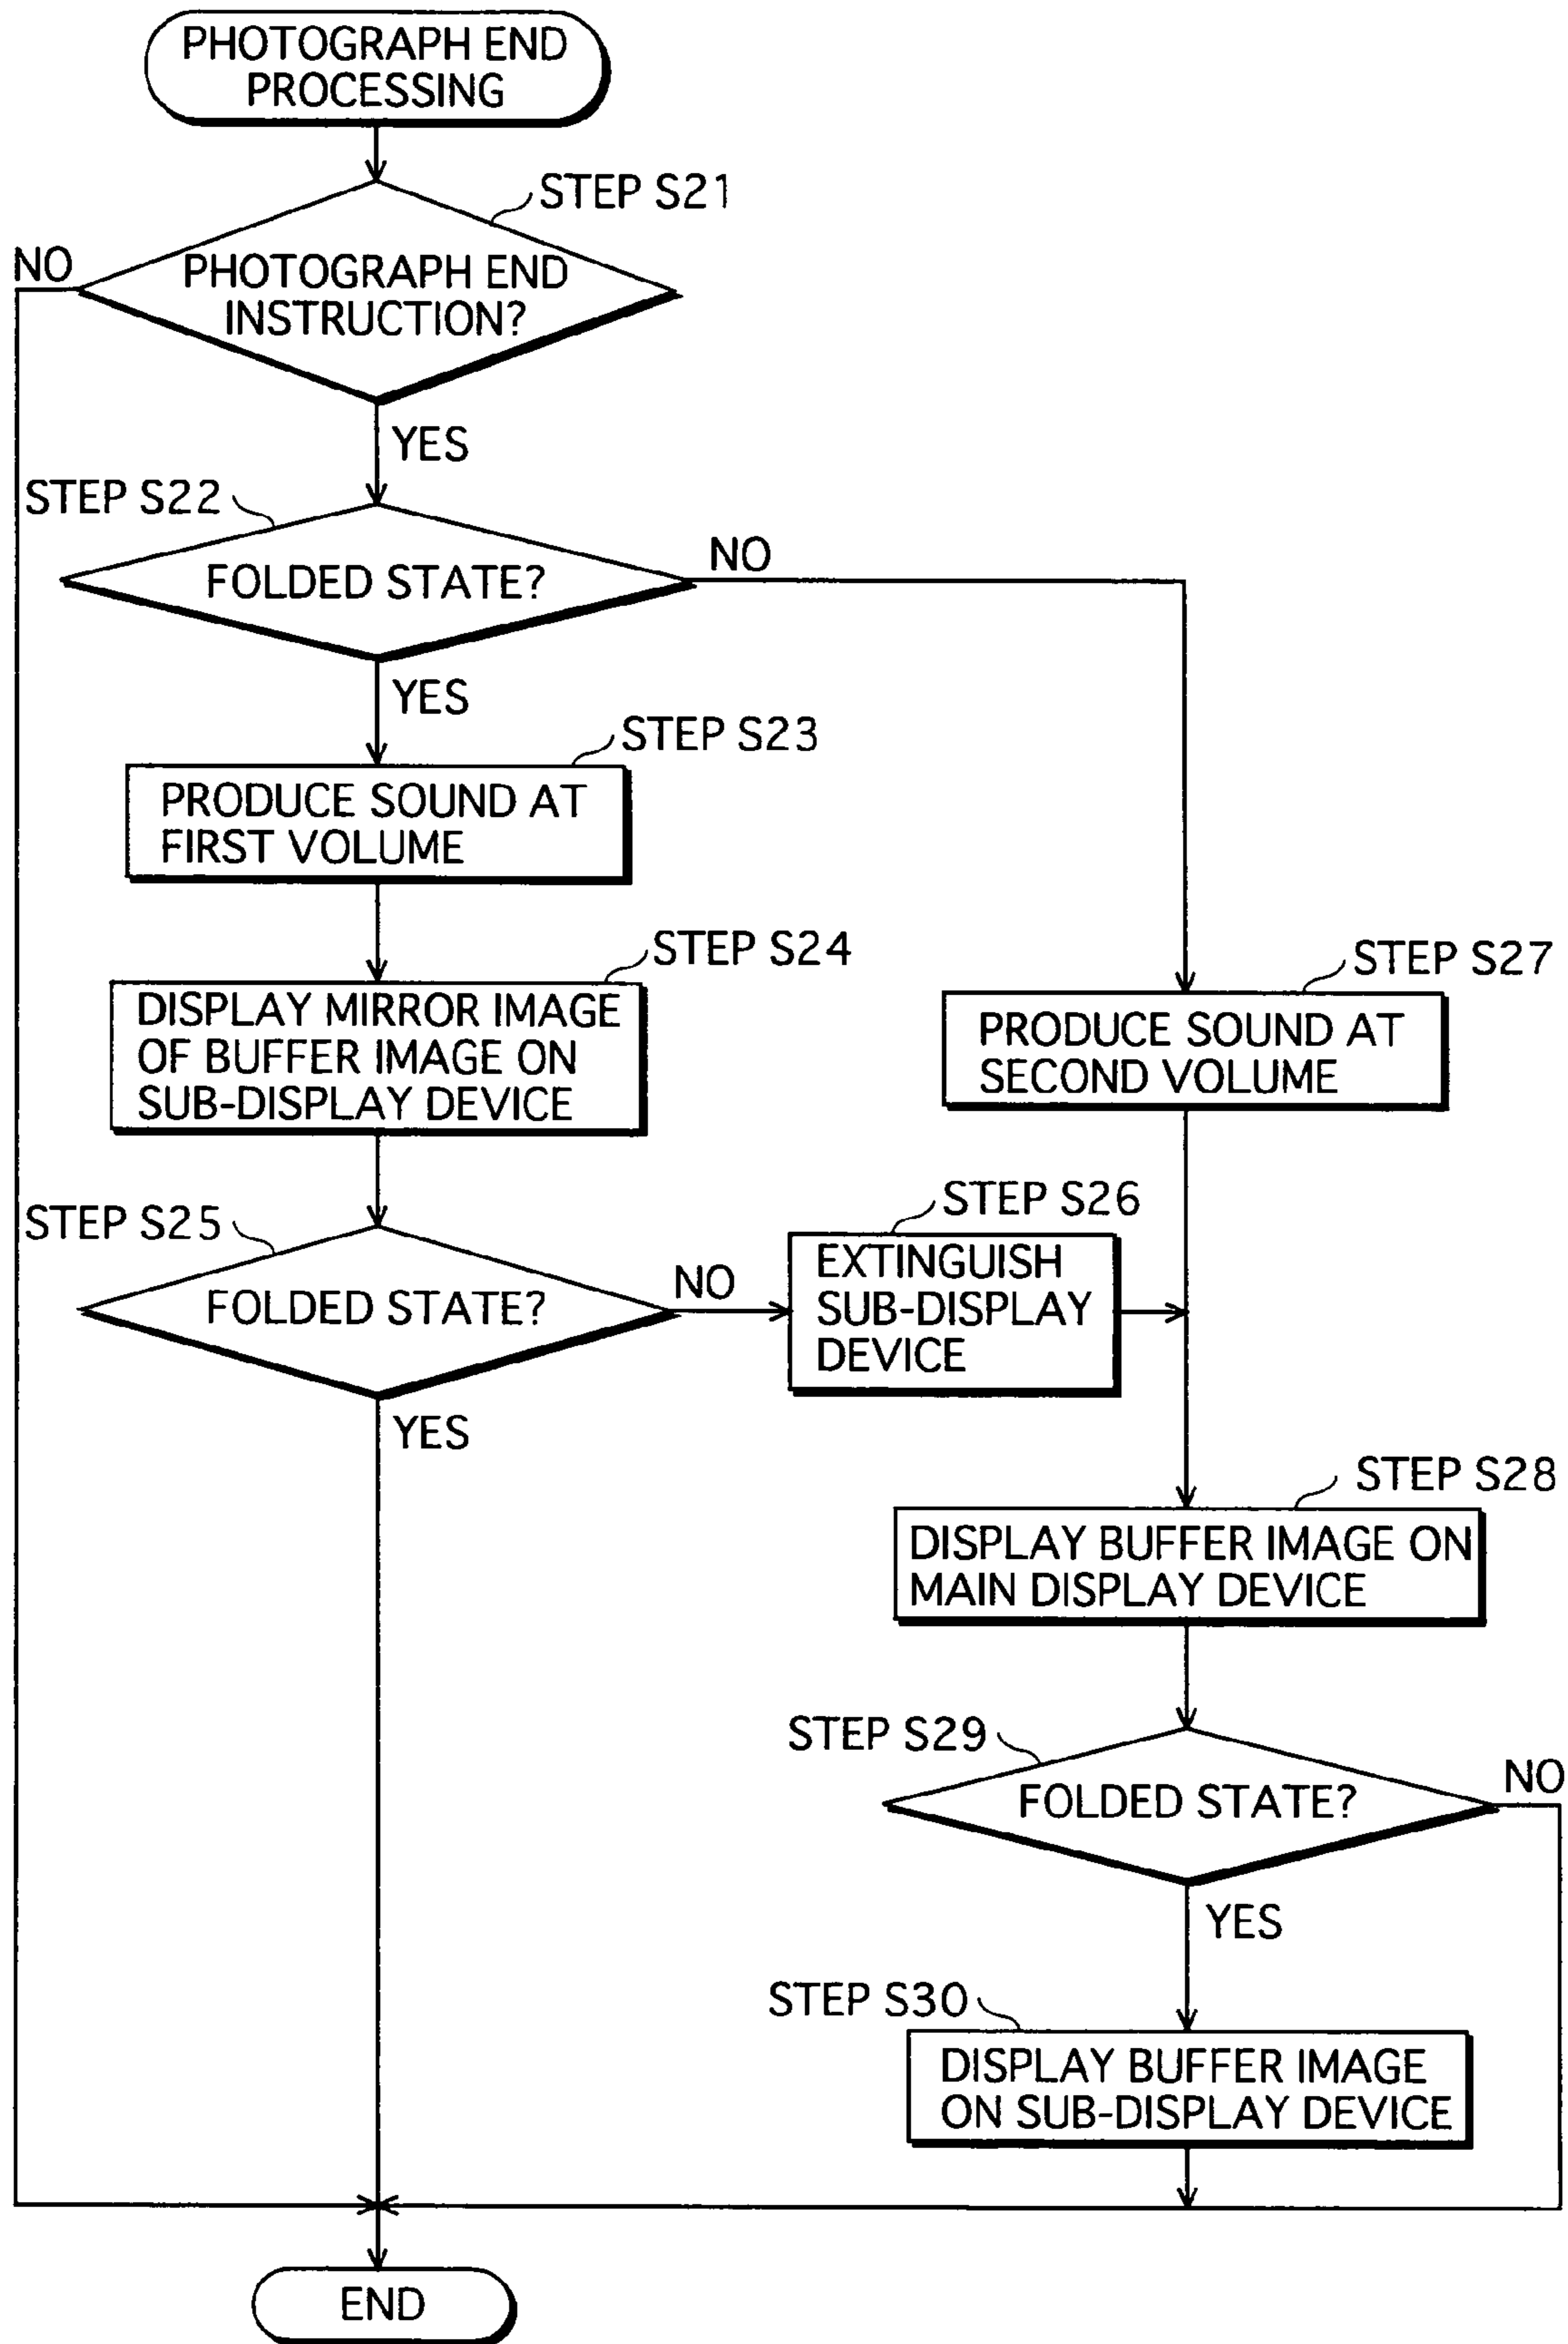 PHOTOGRAPH END
PROCESSING
STEP S21
NO
PHOTOGRAPH END
INSTRUCTION?
YES
STEP S22
NO
FOLDED STATE?
YES
STEP S23
PRODUCE SOUND AT
FIRST VOLUME
STEP S24
DISPLAY MIRROR IMAGE
OF BUFFER IMAGE ON
SUB-DISPLAY DEVICE
STEP S27
PRODUCE SOUND AT
SECOND VOLUME
STEP S25
FOLDED STATE?
NO
YES
STEP S26
EXTINGUISH
SUB-DISPLAY
DEVICE
STEP S28
DISPLAY BUFFER IMAGE ON
MAIN DISPLAY DEVICE
STEP S29
FOLDED STATE?
NO
YES
STEP S30
DISPLAY BUFFER IMAGE
ON SUB-DISPLAY DEVICE
END